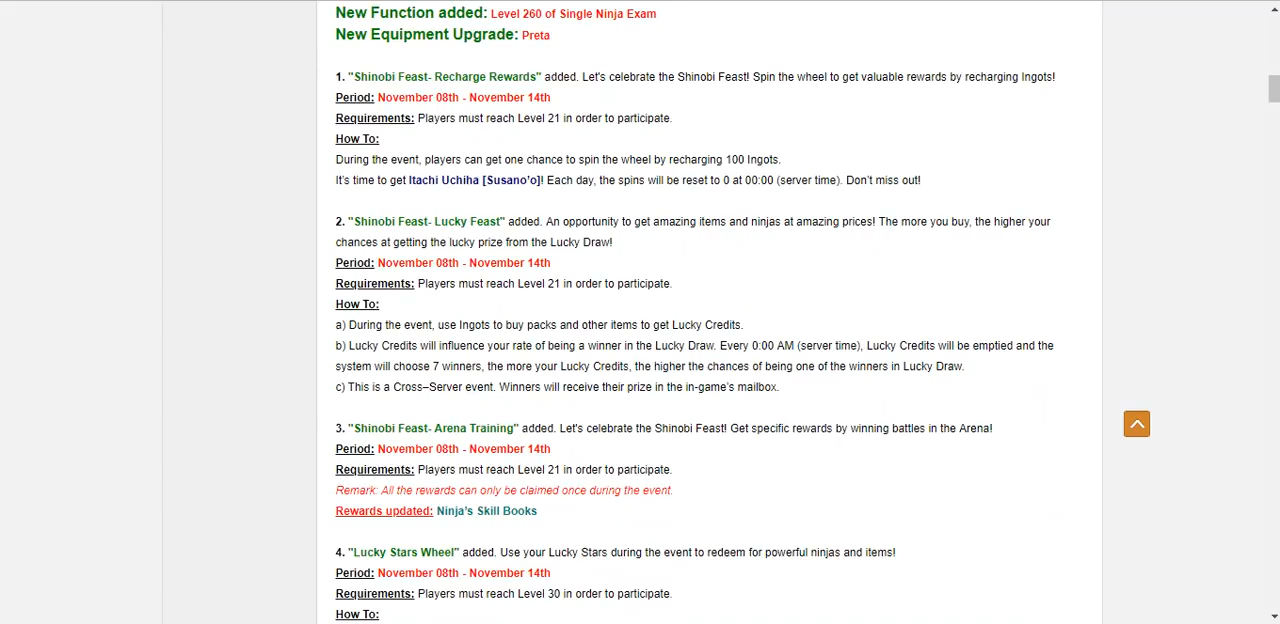 New Function added: Level 260 of Single Ninja Exam
New Equipment Upgrade: Preta
1. "Shinobi Feast- Recharge Rewards" added. Let's celebrate the Shinobi Feast! Spin the wheel to get valuable rewards by recharging Ingots!
Period: November 08th - November 14th
Requirements: Players must reach Level 21 in order to participate.
How To:
During the event, players can get one chance to spin the wheel by recharging 100 Ingots.
It's time to get Itachi Uchiha [Susano'o]! Each day, the spins will be reset to 0 at 00:00 (server time). Don't miss out!
2. "Shinobi Feast- Lucky Feast" added. An opportunity to get amazing items and ninjas at amazing prices! The more you buy, the higher your
chances at getting the lucky prize from the Lucky Draw!
Period: November 08th - November 14th
Requirements: Players must reach Level 21 in order to participate.
How To:
a) During the event, use Ingots to buy packs and other items to get Lucky Credits.
b) Lucky Credits will influence your rate of being a winner in the Lucky Draw. Every 0:00 AM (server time), Lucky Credits will be emptied and the
system will choose 7 winners, the more your Lucky Credits, the higher the chances of being one of the winners in Lucky Draw.
c) This is a Cross–Server event. Winners will receive their prize in the in-game's mailbox.
3. "Shinobi Feast- Arena Training" added. Let's celebrate the Shinobi Feast! Get specific rewards by winning battles in the Arena!
Period: November 08th - November 14th
Requirements: Players must reach Level 21 in order to participate.
Remark: All the rewards can only be claimed once during the event.
Rewards updated: Ninja's Skill Books
4. "Lucky Stars Wheel" added. Use your Lucky Stars during the event to redeem for powerful ninjas and items!
Period: November 08th - November 14th
Requirements: Players must reach Level 30 in order to participate.
How To: